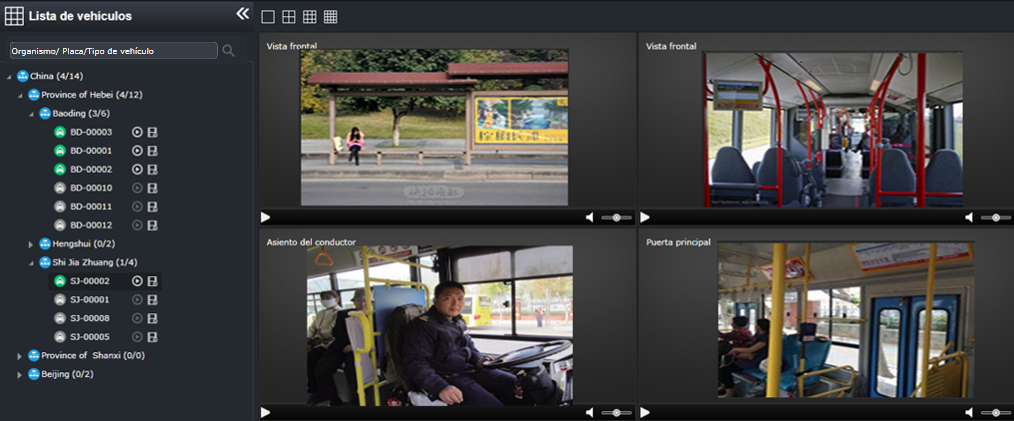 Lista de vehiculos
Organismo/ Placa/Tipo de vehículo
China (4/14)
Province of Hebei (4/12)
Baoding (3/6)
BD-00003
BD-00001
BD-00002
BD-00010
BD-00011
BD-00012
Hengshui (0/2)
Shi Jia Zhuang (1/4)
SJ-00002
SJ-00001
SJ-00008
SJ-00005
Province of Shanxi (0/0)
Beijing (0/2)
Vista frontal
Vista frontal
Asiento del conductor
Puerta principal